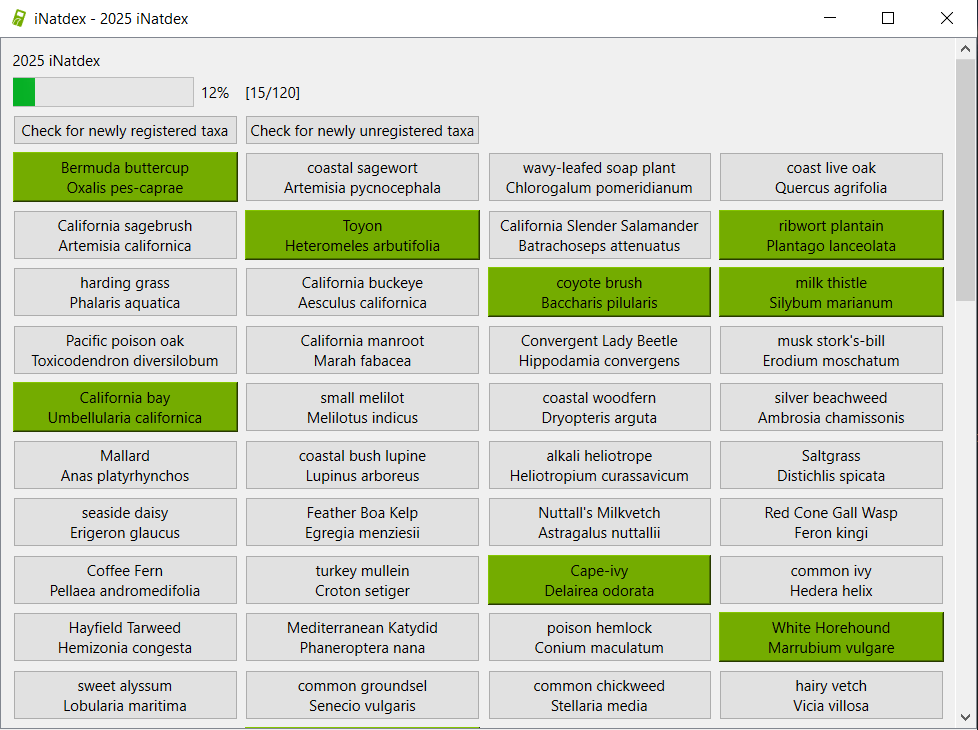 iNatdex - 2025 iNatdex
2025 iNatdex
12% [15/120]
Check for newly registered taxa
Check for newly unregistered taxa
Bermuda buttercup
Oxalis pes-caprae
coastal sagewort
Artemisia pycnocephala
wavy-leafed soap plant
Chlorogalum pomeridianum
coast live oak
Quercus agrifolia
California sagebrush
Artemisia californica
Toyon
Heteromeles arbutifolia
California Slender Salamander
Batrachoseps attenuatus
ribwort plantain
Plantago lanceolata
harding grass
Phalaris aquatica
California buckeye
Aesculus californica
coyote brush
Baccharis pilularis
milk thistle
Silybum marianum
Pacific poison oak
Toxicodendron diversilobum
California manroot
Marah fabacea
Convergent Lady Beetle
Hippodamia convergens
musk stork's-bill
Erodium moschatum
California bay
Umbellularia californica
small melilot
Melilotus indicus
coastal woodfern
Dryopteris arguta
silver beachweed
Ambrosia chamissonis
Mallard
Anas platyrhynchos
coastal bush lupine
Lupinus arboreus
alkali heliotrope
Heliotropium curassavicum
Saltgrass
Distichlis spicata
seaside daisy
Erigeron glaucus
Feather Boa Kelp
Egregia menziesii
Nuttall's Milkvetch
Astragalus nuttallii
Red Cone Gall Wasp
Feron kingi
Coffee Fern
Pellaea andromedifolia
turkey mullein
Croton setiger
Cape-ivy
Delairea odorata
common ivy
Hedera helix
Hayfield Tarweed
Hemizonia congesta
Mediterranean Katydid
Phaneroptera nana
poison hemlock
Conium maculatum
White Horehound
Marrubium vulgare
sweet alyssum
Lobularia maritima
common groundsel
Senecio vulgaris
common chickweed
Stellaria media
hairy vetch
Vicia villosa